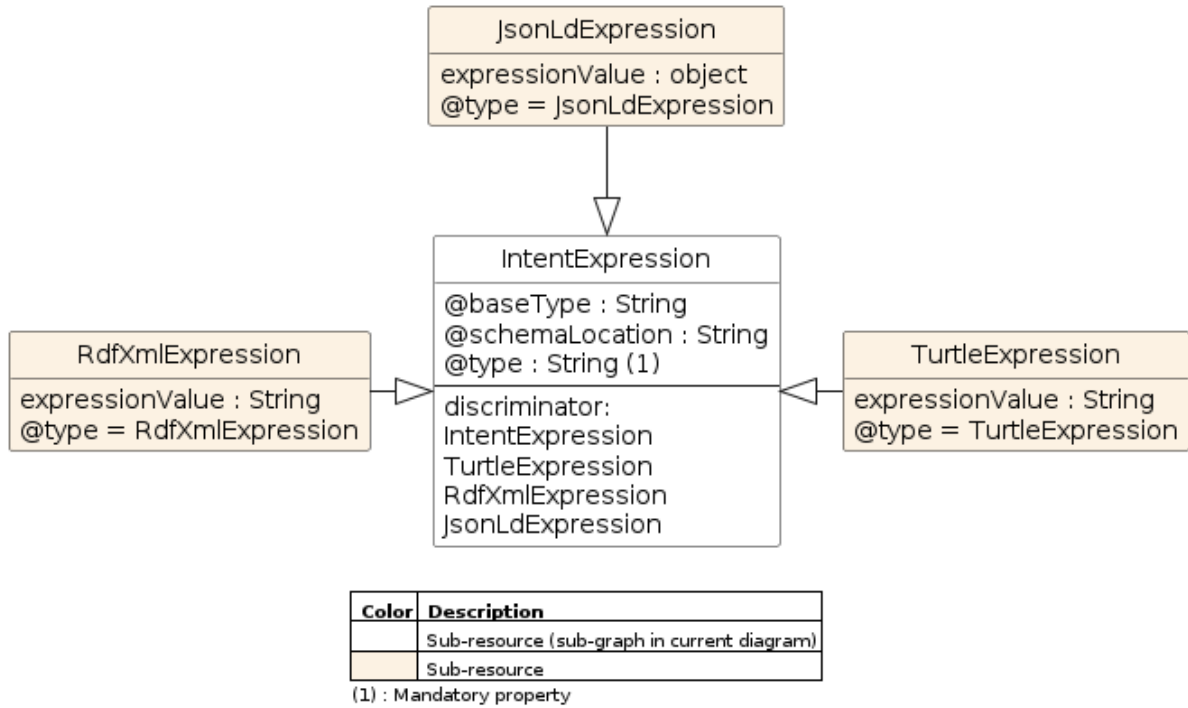 JsonLdExpression
expressionValue : object
@type = JsonLdExpression
IntentExpression
@baseType : String
@schemaLocation : String
@type : String (1)
discriminator:
IntentExpression
TurtleExpression
RdfXmlExpression
JsonLdExpression
RdfXmlExpression
expressionValue : String
@type = RdfXmlExpression
TurtleExpression
expressionValue : String
@type = TurtleExpression
Color Description
Sub-resource (sub-graph in current diagram)
Sub-resource
(1) : Mandatory property